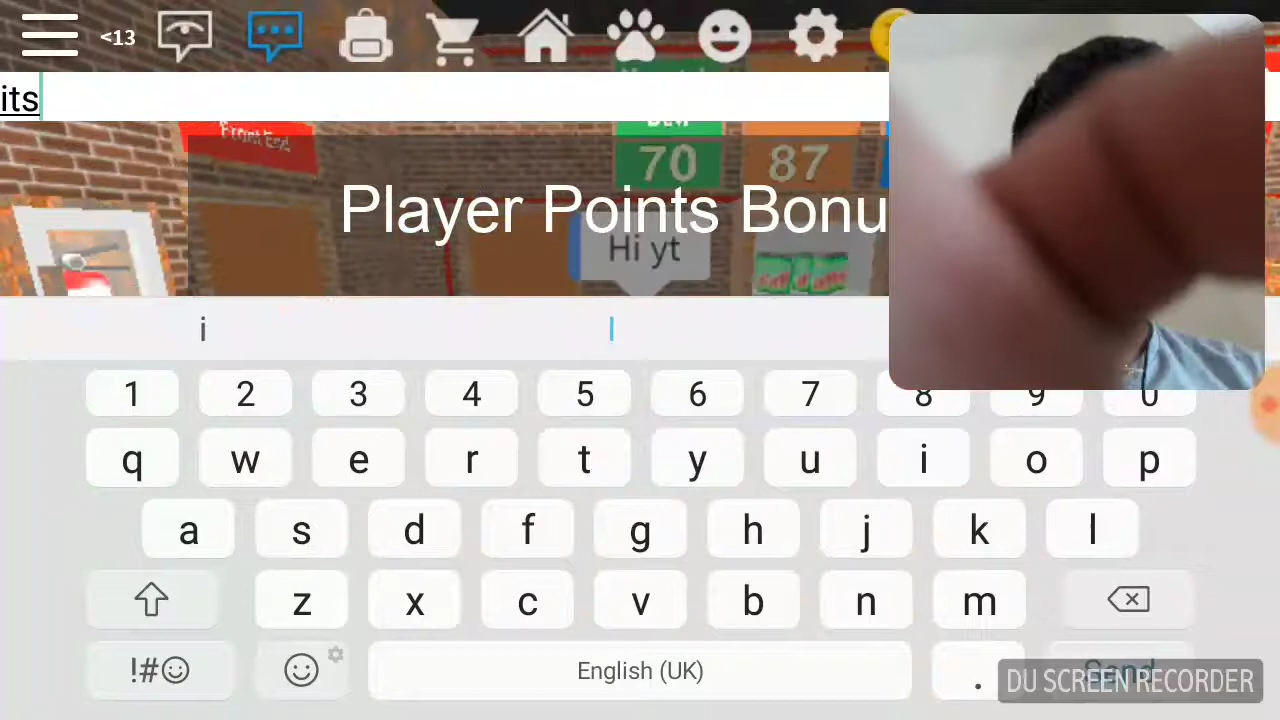 <13
its
Front End
70 87
Player Points Bonu
Hi yt
i I
1 2 3 4 5 6 7 8 9 0
q w e r t y u i o p
a s d f g h j k l
z x c v b n m
!#☺ English (UK) . Send
DU SCREEN RECORDER